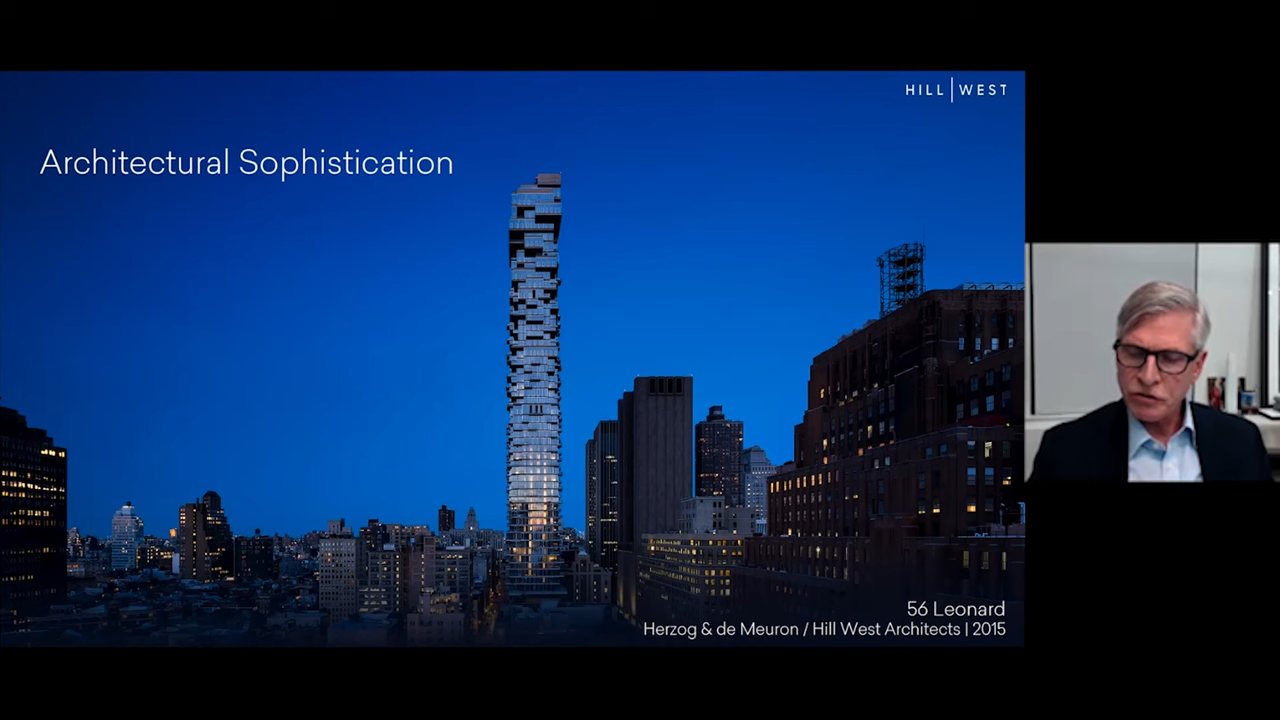 HILL | WEST
Architectural Sophistication
56 Leonard
Herzog & de Meuron / Hill West Architects | 2015